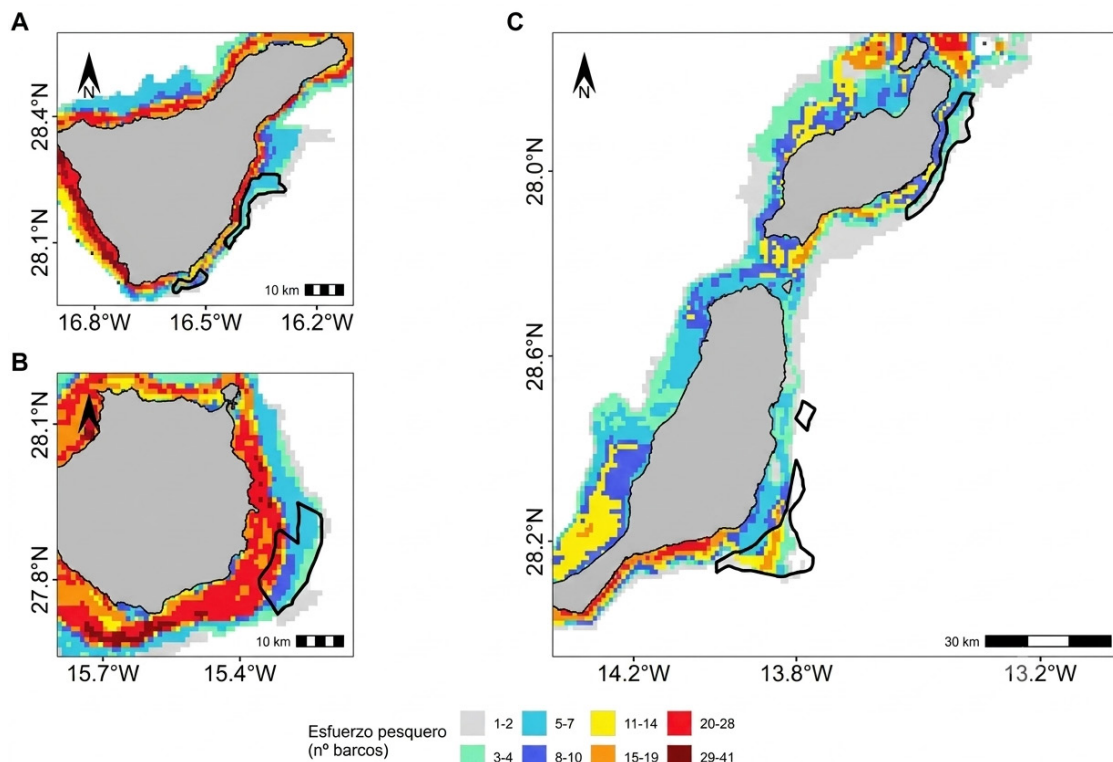 A
N
28.4°N
28.1°N
10 km
16.8°W 16.5°W 16.2°W
B
28.1°N
27.8°N
10 km
15.7°W 15.4°W
C
N
28.0°N
28.6°N
28.2°N
30 km
14.2°W 13.8°W 13.2°W
Esfuerzo pesquero
(nº barcos)
1-2 5-7 11-14 20-28
3-4 8-10 15-19 29-41